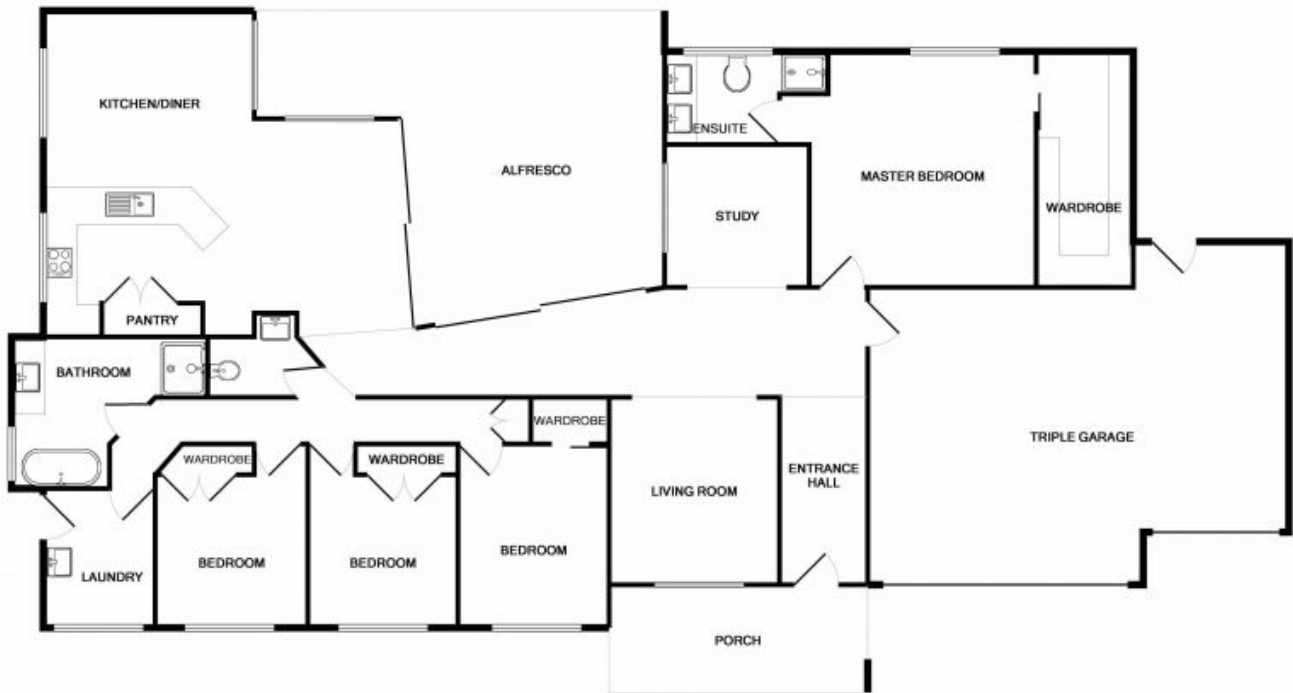 KITCHEN/DINER
ALFRESCO
ENSUITE
MASTER BEDROOM
WARDROBE
STUDY
PANTRY
BATHROOM
WARDROBE
WARDROBE
WARDROBE
TRIPLE GARAGE
LIVING ROOM
ENTRANCE
HALL
BEDROOM
BEDROOM
BEDROOM
LAUNDRY
PORCH